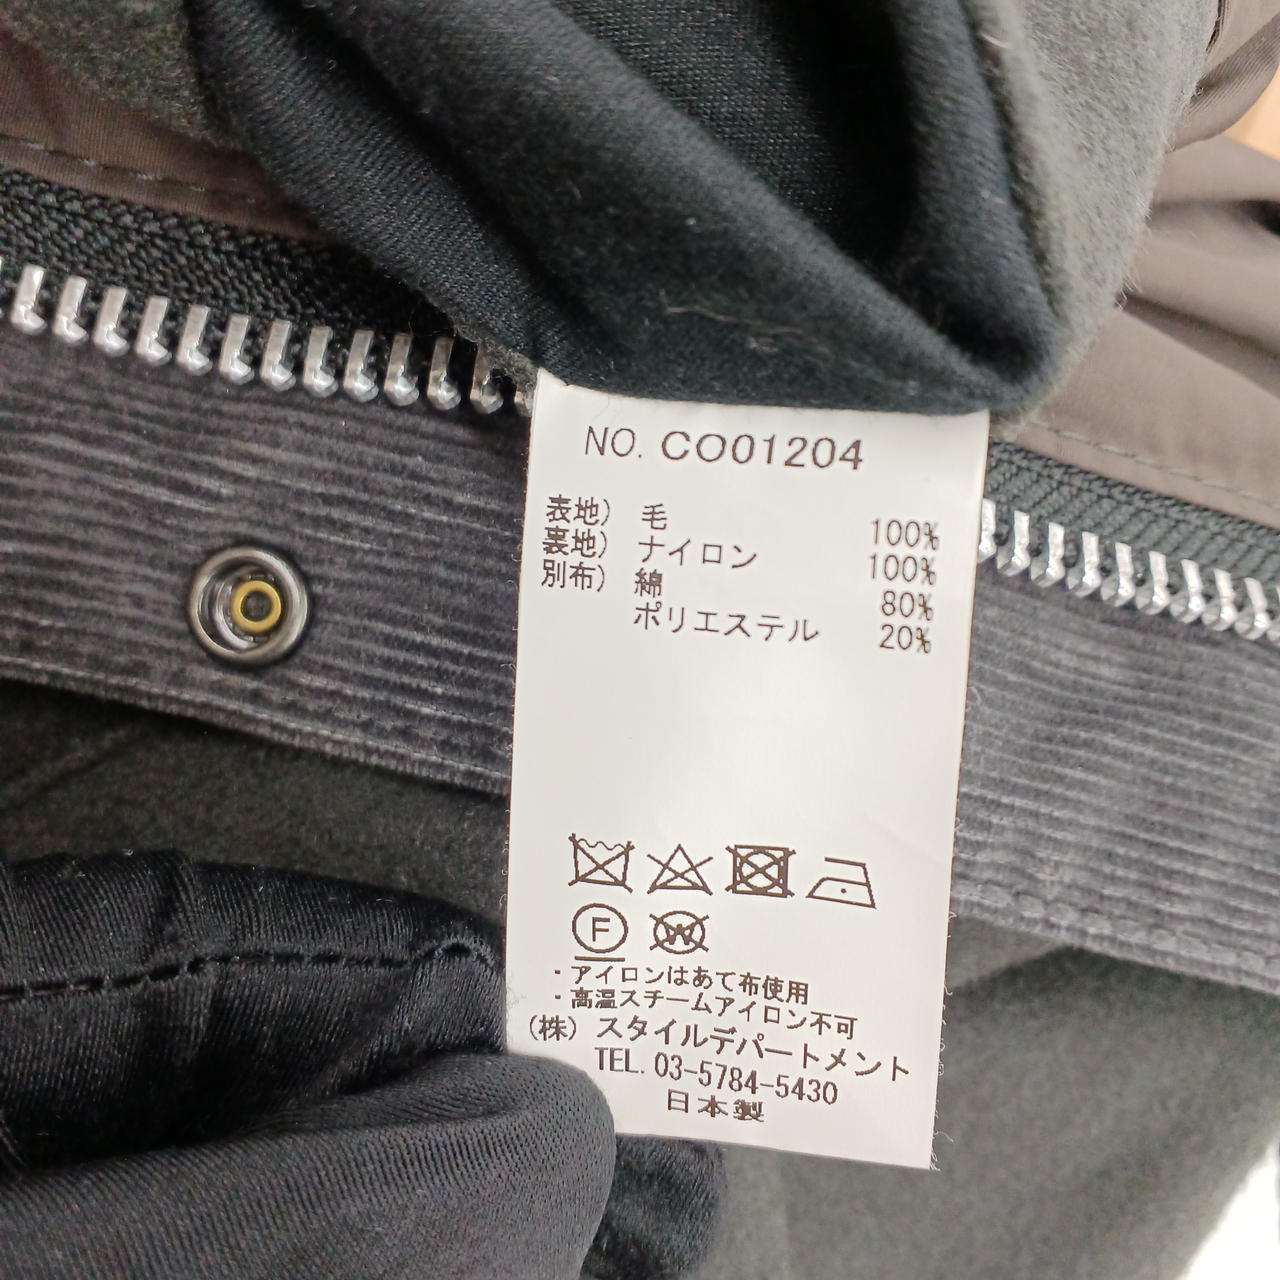 NO. CO01204
表地) 毛 100%
裏地) ナイロン 100%
別布) 綿 80%
ポリエステル 20%
F
W
・アイロンはあて布使用
・高温スチームアイロン不可
(株) スタイルデパートメント
TEL. 03-5784-5430
日本製